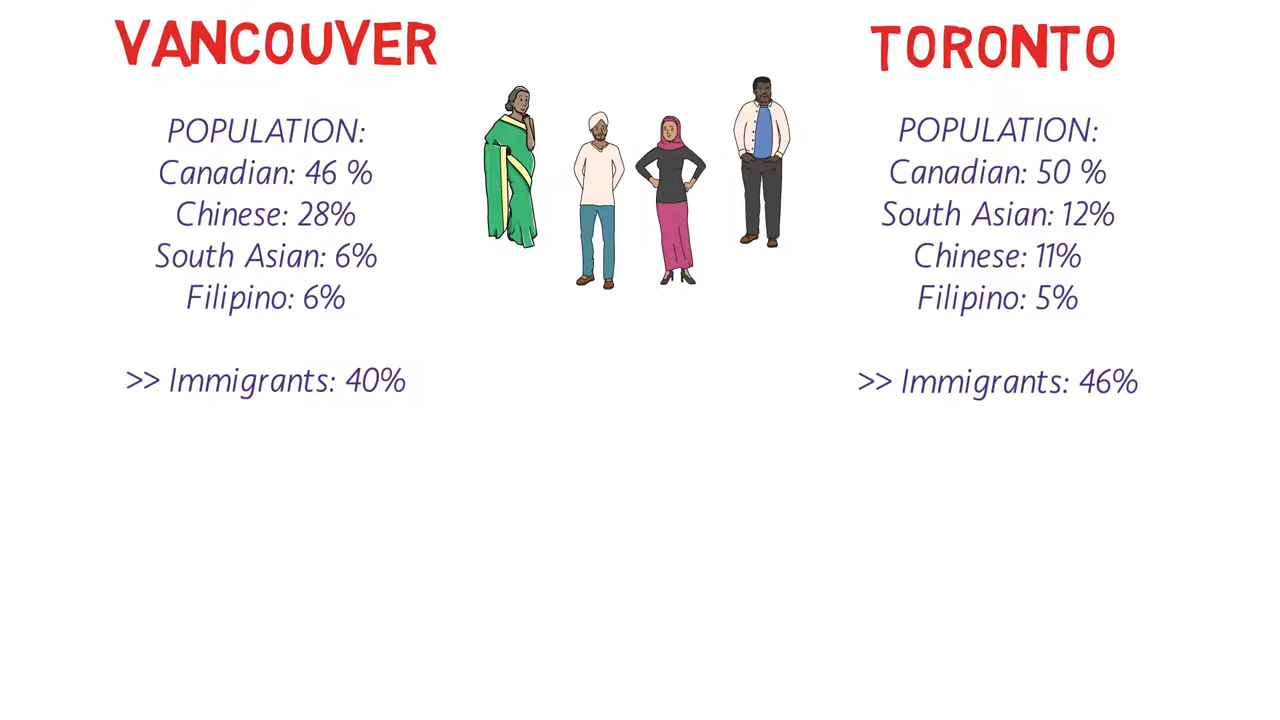 VANCOUVER
POPULATION:
Canadian: 46 %
Chinese: 28%
South Asian: 6%
Filipino: 6%
>> Immigrants: 40%
TORONTO
POPULATION:
Canadian: 50 %
South Asian: 12%
Chinese: 11%
Filipino: 5%
>> Immigrants: 46%